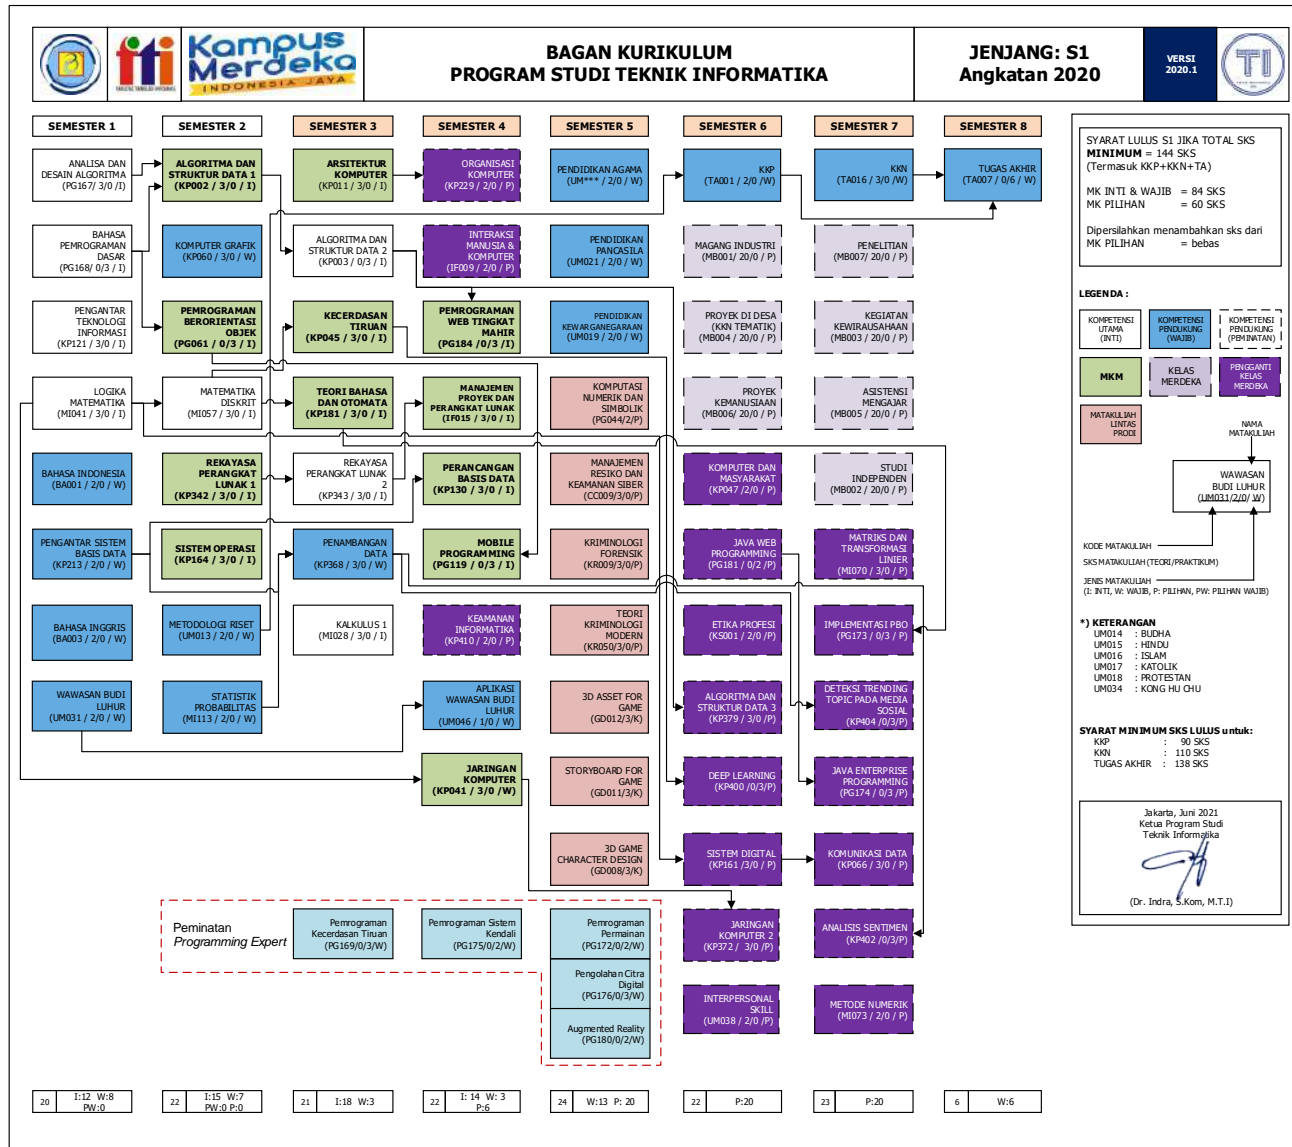 Kampus
Merdeka
INDONESIA JAYA
fti
FAKULTAS TEKNOLOGI INFORMASI
BAGAN KURIKULUM
PROGRAM STUDI TEKNIK INFORMATIKA
JENJANG: S1
Angkatan 2020
VERSI
2020.1
TI
SEMESTER 1
SEMESTER 2
SEMESTER 3
SEMESTER 4
SEMESTER 5
SEMESTER 6
SEMESTER 7
SEMESTER 8
ANALISA DAN
DESAIN ALGORITMA
(PG167/ 3/0 / I)
ALGORITMA DAN
STRUKTUR DATA 1
(KP002 / 3/0 / I)
ARSITEKTUR
KOMPUTER
(KP011 / 3/0 / I)
ORGANISASI
KOMPUTER
(KP229 / 2/0 / P)
PENDIDIKAN AGAMA
(UM*** / 2/0 / W)
KKP
(TA001 / 2/0 /W)
KKN
(TA016 / 3/0 /W)
TUGAS AKHIR
(TA007 / 0/6 / W)
BAHASA
PEMROGRAMAN
DASAR
(PG168/ 0/3 / I)
KOMPUTER GRAFIK
(KP060 / 3/0 / W)
ALGORITMA DAN
STRUKTUR DATA 2
(KP003 / 0/3 / I)
INTERAKSI
MANUSIA &
KOMPUTER
(IF009 / 2/0 / P)
PENDIDIKAN
PANCASILA
(UM021 / 2/0 / W)
MAGANG INDUSTRI
(MB001/ 20/0 / P)
PENELITIAN
(MB007/ 20/0 / P)
PENGANTAR
TEKNOLOGI
INFORMASI
(KP121 / 3/0 / I)
PEMROGRAMAN
BERORIENTASI
OBJEK
(PG061 / 0/3 / I)
KECERDASAN
TIRUAN
(KP045 / 3/0 / I)
PEMROGRAMAN
WEB TINGKAT
MAHIR
(PG184 / 0/3 /I)
PENDIDIKAN
KEWARGANEGARAAN
(UM019 / 2/0 / W)
PROYEK DI DESA
(KKN TEMATIK)
(MB004 / 20/0 / P)
KEGIATAN
KEWIRAUSAHAAN
(MB003 / 20/0 / P)
LOGIKA
MATEMATIKA
(MI041 / 3/0 / I)
MATEMATIKA
DISKRIT
(MI057 / 3/0 / I)
TEORI BAHASA
DAN OTOMATA
(KP181 / 3/0 / I)
MANAJEMEN
PROYEK DAN
PERANGKAT LUNAK
(IF015 / 3/0 / I)
KOMPUTASI
NUMERIK DAN
SIMBOLIK
(PG044/2/P)
PROYEK
KEMANUSIAAN
(MB006/ 20/0 / P)
ASISTENSI
MENGAJAR
(MB005 / 20/0 / P)
BAHASA INDONESIA
(BA001 / 2/0 / W)
REKAYASA
PERANGKAT
LUNAK 1
(KP342 / 3/0 / I)
REKAYASA
PERANGKAT LUNAK
2
(KP343 / 3/0 / I)
PERANCANGAN
BASIS DATA
(KP130 / 3/0 / I)
MANAJEMEN
RESIKO DAN
KEAMANAN SIBER
(CC009/3/0/P)
KOMPUTER DAN
MASYARAKAT
(KP047 /2/0 / P)
STUDI
INDEPENDEN
(MB002 / 20/0 / P)
PENGANTAR SISTEM
BASIS DATA
(KP213 / 2/0 / W)
SISTEM OPERASI
(KP164 / 3/0 / I)
PENAMBANGAN
DATA
(KP368 / 3/0 / W)
MOBILE
PROGRAMMING
(PG119 / 0/3 / I)
KRIMINOLOGI
FORENSIK
(KR009/3/0/P)
JAVA WEB
PROGRAMMING
(PG181 / 0/2 /P)
MATRIKS DAN
TRANSFORMASI
LINIER
(MI070 / 3/0 / P)
BAHASA INGGRIS
(BA003 / 2/0 / W)
METODOLOGI RISET
(UM013 / 2/0 / W)
KALKULUS 1
(MI028 / 3/0 / I)
KEAMANAN
INFORMATIKA
(KP410 / 2/0 / P)
TEORI
KRIMINOLOGI
MODERN
(KR050/3/0/P)
ETIKA PROFESI
(KS001 / 2/0 / P)
IMPLEMENTASI PBO
(PG173 / 0/3 / P)
WAWASAN BUDI
LUHUR
(UM031 / 2/0 / W)
STATISTIK
PROBABILITAS
(MI113 / 2/0 / W)
APLIKASI
WAWASAN BUDI
LUHUR
(UM046 / 1/0 / W)
3D ASSET FOR
GAME
(GD012/3/K)
ALGORITMA DAN
STRUKTUR DATA 3
(KP379 / 3/0 / P)
DETEKSI TRENDING
TOPIC PADA MEDIA
SOSIAL
(KP404 /0/3/P)
JARINGAN
KOMPUTER
(KP041 / 3/0 /W)
STORYBOARD FOR
GAME
(GD011/3/K)
DEEP LEARNING
(KP400 /0/3/P)
JAVA ENTERPRISE
PROGRAMMING
(PG174 / 0/3 /P)
3D GAME
CHARACTER DESIGN
(GD008/3/K)
SISTEM DIGITAL
(KP161 /3/0 / P)
KOMUNIKASI DATA
(KP066 / 3/0 / P)
Peminatan
Programming Expert
Pemrograman
Kecerdasan Tiruan
(PG169/0/3/W)
Pemrograman Sistem
Kendali
(PG175/0/2/W)
Pemrograman
Permainan
(PG172/0/2/W)
JARINGAN
KOMPUTER 2
(KP372 / 3/0 /P)
ANALISIS SENTIMEN
(KP402 /0/3/P)
Pengolahan Citra
Digital
(PG176/0/3/W)
INTERPERSONAL
SKILL
(UM038 / 2/0 /P)
METODE NUMERIK
(MI073 / 2/0 / P)
Augmented Reality
(PG180/0/2/W)
20
I:12 W:8
PW:0
22
I:15 W:7
PW:0 P:0
21
I:18 W:3
22
I: 14 W: 3
P:6
24
W:13 P: 20
22
P:20
23
P:20
6
W:6
SYARAT LULUS S1 JIKA TOTAL SKS
MINIMUM = 144 SKS
(Termasuk KKP+KKN+TA)
MK INTI & WAJIB = 84 SKS
MK PILIHAN = 60 SKS
Dipersilahkan menambahkan sks dari
MK PILIHAN = bebas
LEGENDA :
KOMPETENSI
UTAMA
(INTI)
KOMPETENSI
PENDUKUNG
(WAJIB)
KOMPETENSI
PENDUKUNG
(PEMINATAN)
MKM
KELAS
MERDEKA
PENGGANTI
KELAS
MERDEKA
MATAKULIAH
LINTAS
PRODI
NAMA
MATAKULIAH
WAWASAN
BUDI LUHUR
(UM031/2/0/ W)
KODE MATAKULIAH
SKS MATAKULIAH (TEORI/PRAKTIKUM)
JENIS MATAKULIAH
(I: INTI, W: WAJIB, P: PILIHAN, PW: PILIHAN WAJIB)
*) KETERANGAN
UM014 : BUDHA
UM015 : HINDU
UM016 : ISLAM
UM017 : KATOLIK
UM018 : PROTESTAN
UM034 : KONG HU CHU
SYARAT MINIMUM SKS LULUS untuk:
KKP : 90 SKS
KKN : 110 SKS
TUGAS AKHIR : 138 SKS
Jakarta, Juni 2021
Ketua Program Studi
Teknik Informatika
(Dr. Indra, S.Kom, M.T.I)